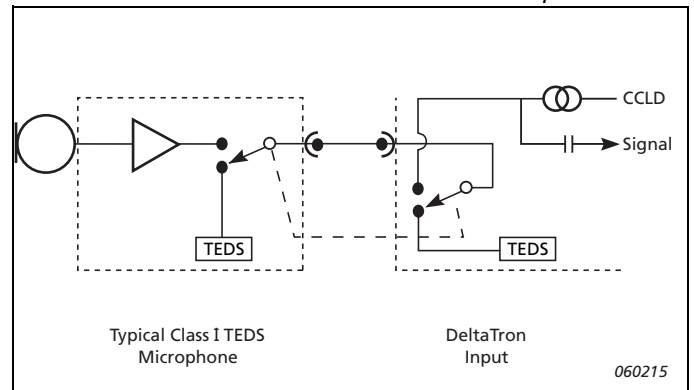 CCLD
Signal
TEDS
TEDS
Typical Class I TEDS
Microphone
DeltaTron
Input
060215